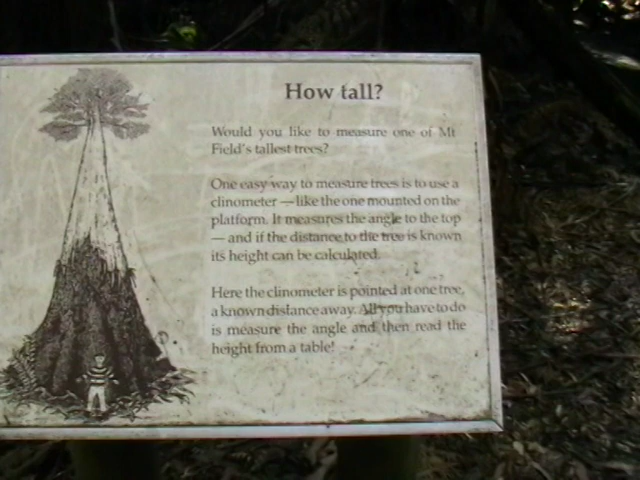 How tall?
Would you like to measure one of Mt
Field's tallest trees?
One easy way to measure trees is to use a
clinometer — like the one mounted on the
platform. It measures the angle to the top
— and if the distance to the tree is known
its height can be calculated.
Here the clinometer is pointed at one tree,
a known distance away. All you have to do
is measure the angle and then read the
height from a table!